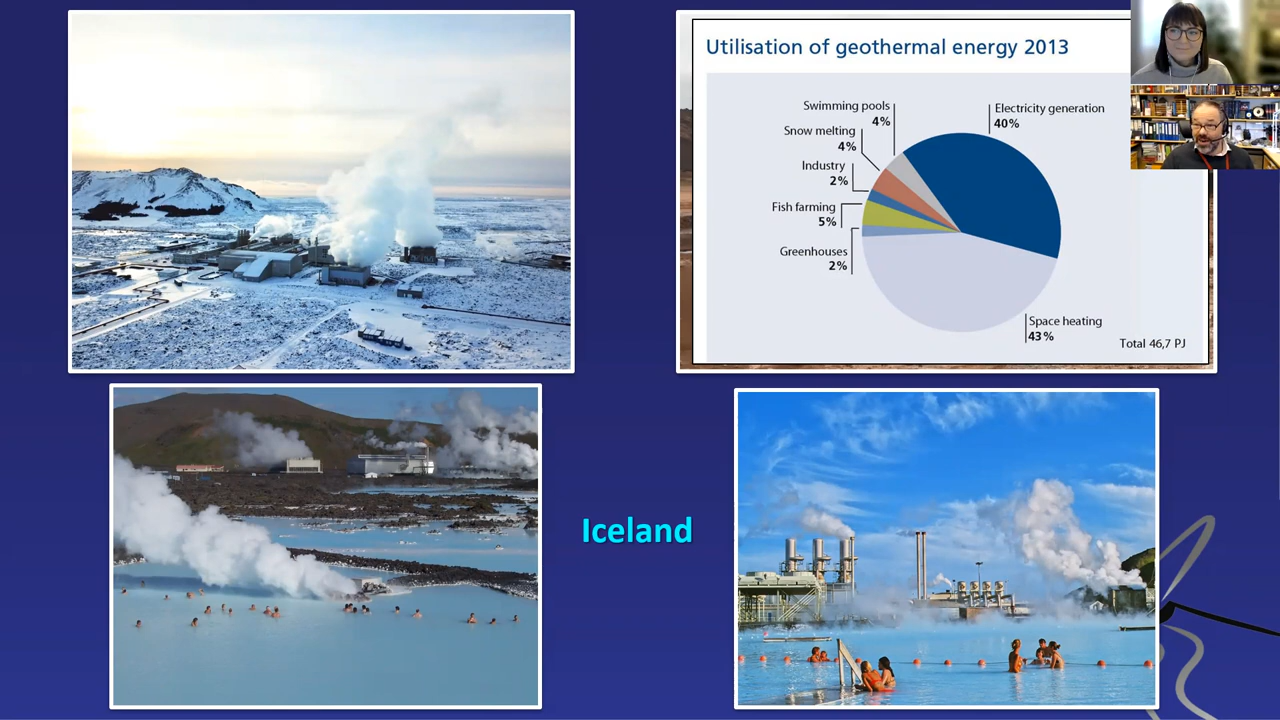 Utilisation of geothermal energy 2013
Swimming pools
4%
Snow melting
4%
Industry
2%
Fish farming
5%
Greenhouses
2%
Electricity generation
40%
Space heating
43%
Total 46,7 PJ
Iceland